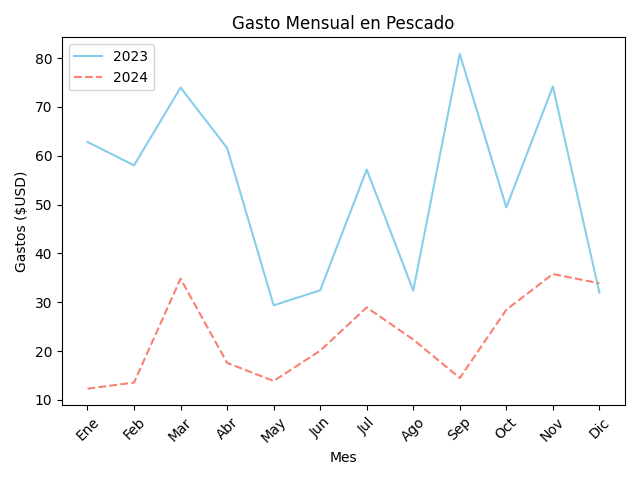 Gasto Mensual en Pescado
2023
2024
80
70
60
50
40
30
20
10
Gastos ($USD)
Ene
Feb
Mar
Abr
May
Jun
Jul
Ago
Sep
Oct
Nov
Dic
Mes